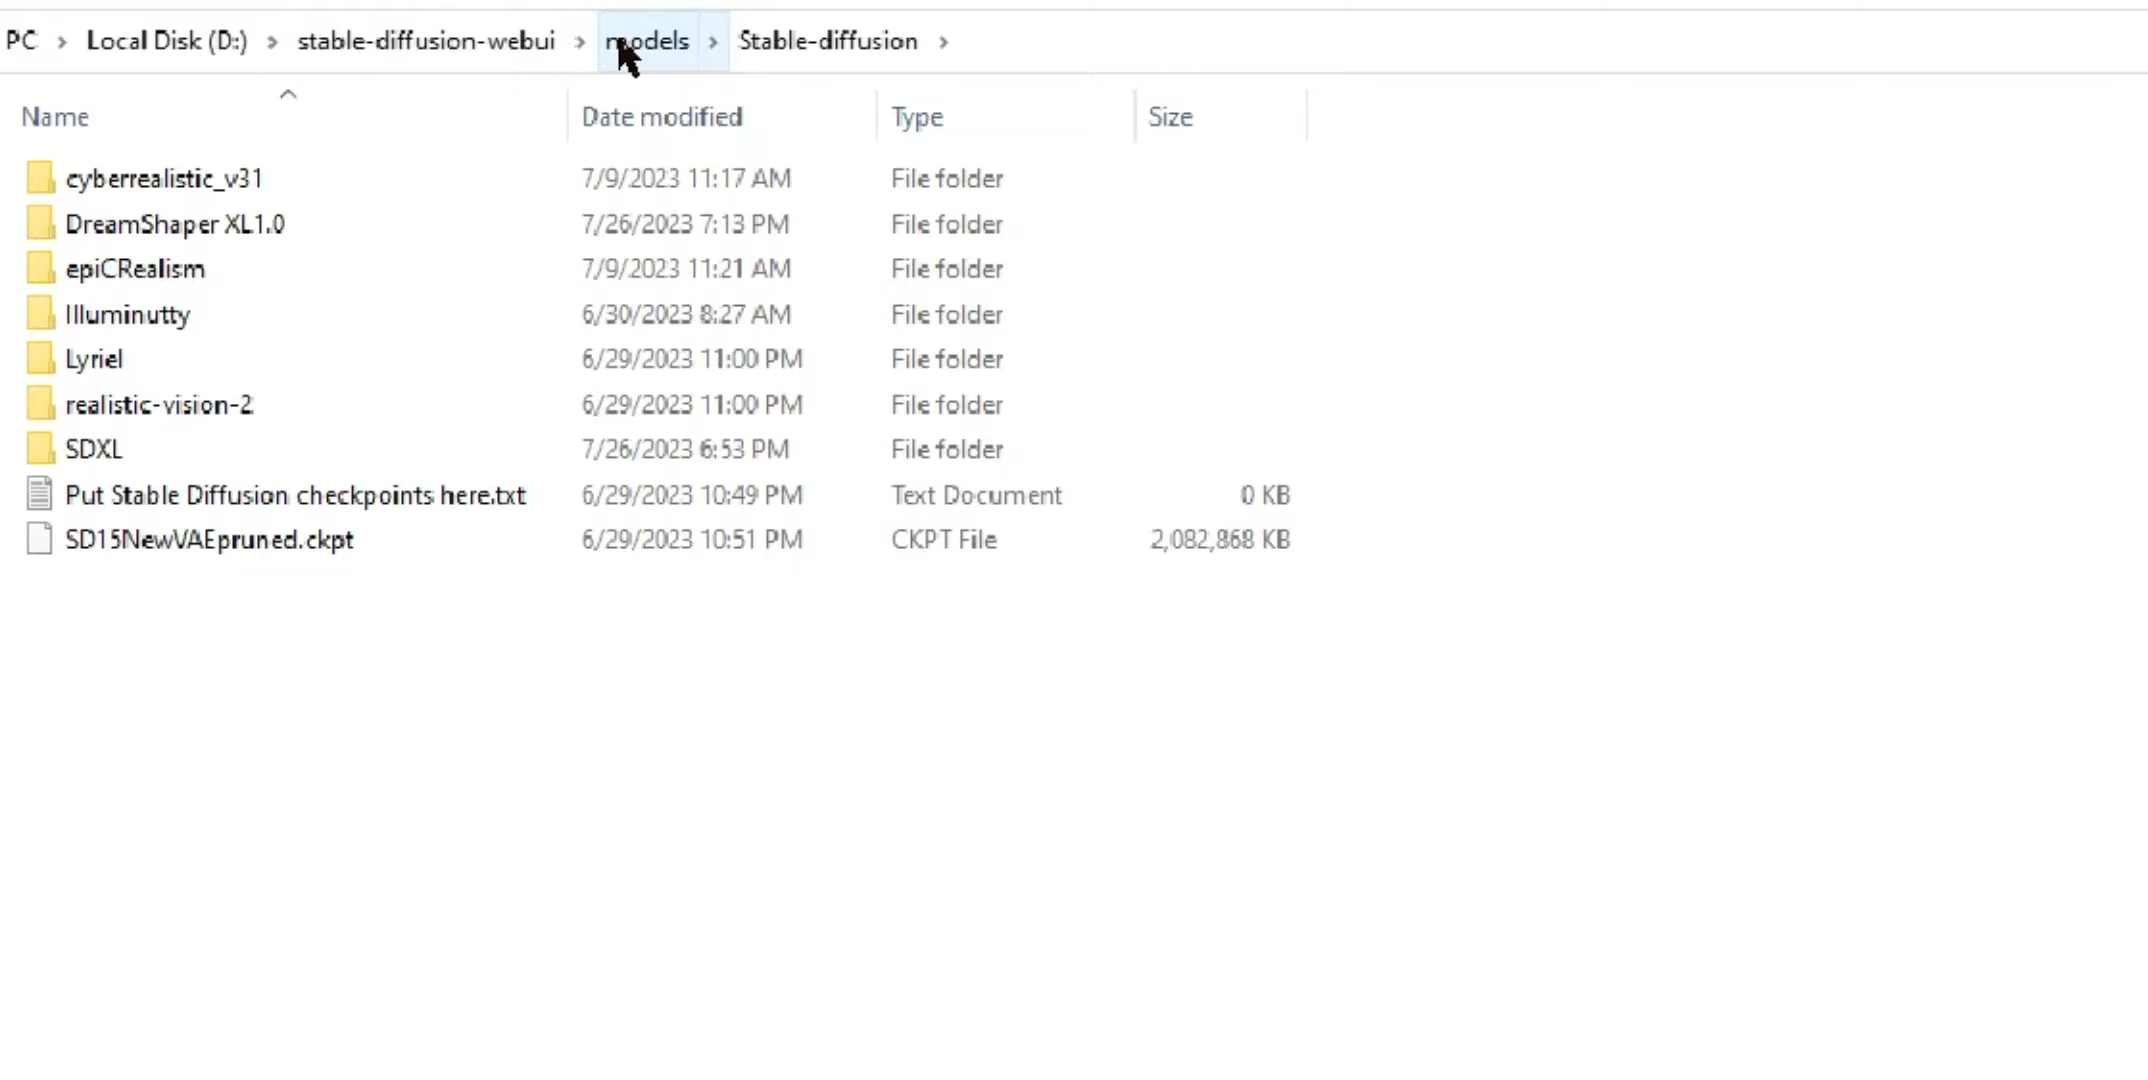 PC > Local Disk (D:) > stable-diffusion-webui > models > Stable-diffusion >
Name Date modified Type Size
cyberrealistic_v31 7/9/2023 11:17 AM File folder
DreamShaper XL1.0 7/26/2023 7:13 PM File folder
epiCRealism 7/9/2023 11:21 AM File folder
Illuminutty 6/30/2023 8:27 AM File folder
Lyriel 6/29/2023 11:00 PM File folder
realistic-vision-2 6/29/2023 11:00 PM File folder
SDXL 7/26/2023 6:53 PM File folder
Put Stable Diffusion checkpoints here.txt 6/29/2023 10:49 PM Text Document 0 KB
SD15NewVAEpruned.ckpt 6/29/2023 10:51 PM CKPT File 2,082,868 KB